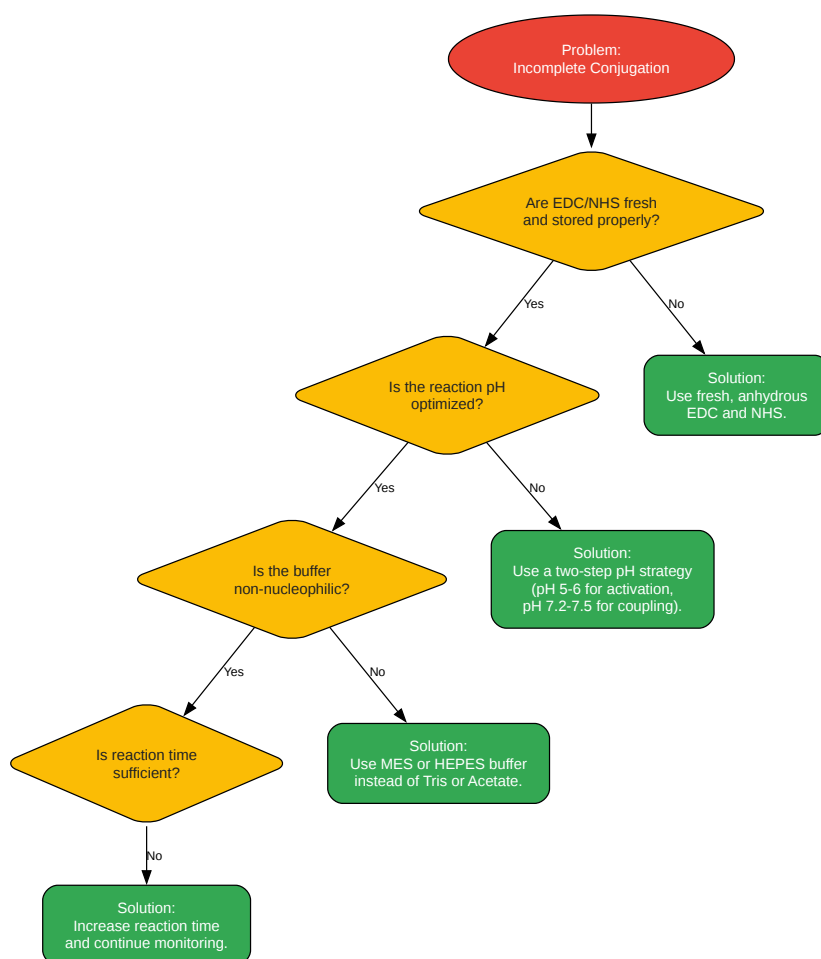 Problem:
Incomplete Conjugation
Are EDC/NHS fresh
and stored properly?
Yes
No
Solution:
Use fresh, anhydrous
EDC and NHS.
Is the reaction pH
optimized?
Yes
No
Solution:
Use a two-step pH strategy
(pH 5-6 for activation,
pH 7.2-7.5 for coupling).
Is the buffer
non-nucleophilic?
Yes
No
Solution:
Use MES or HEPES buffer
instead of Tris or Acetate.
Is reaction time
sufficient?
No
Solution:
Increase reaction time
and continue monitoring.